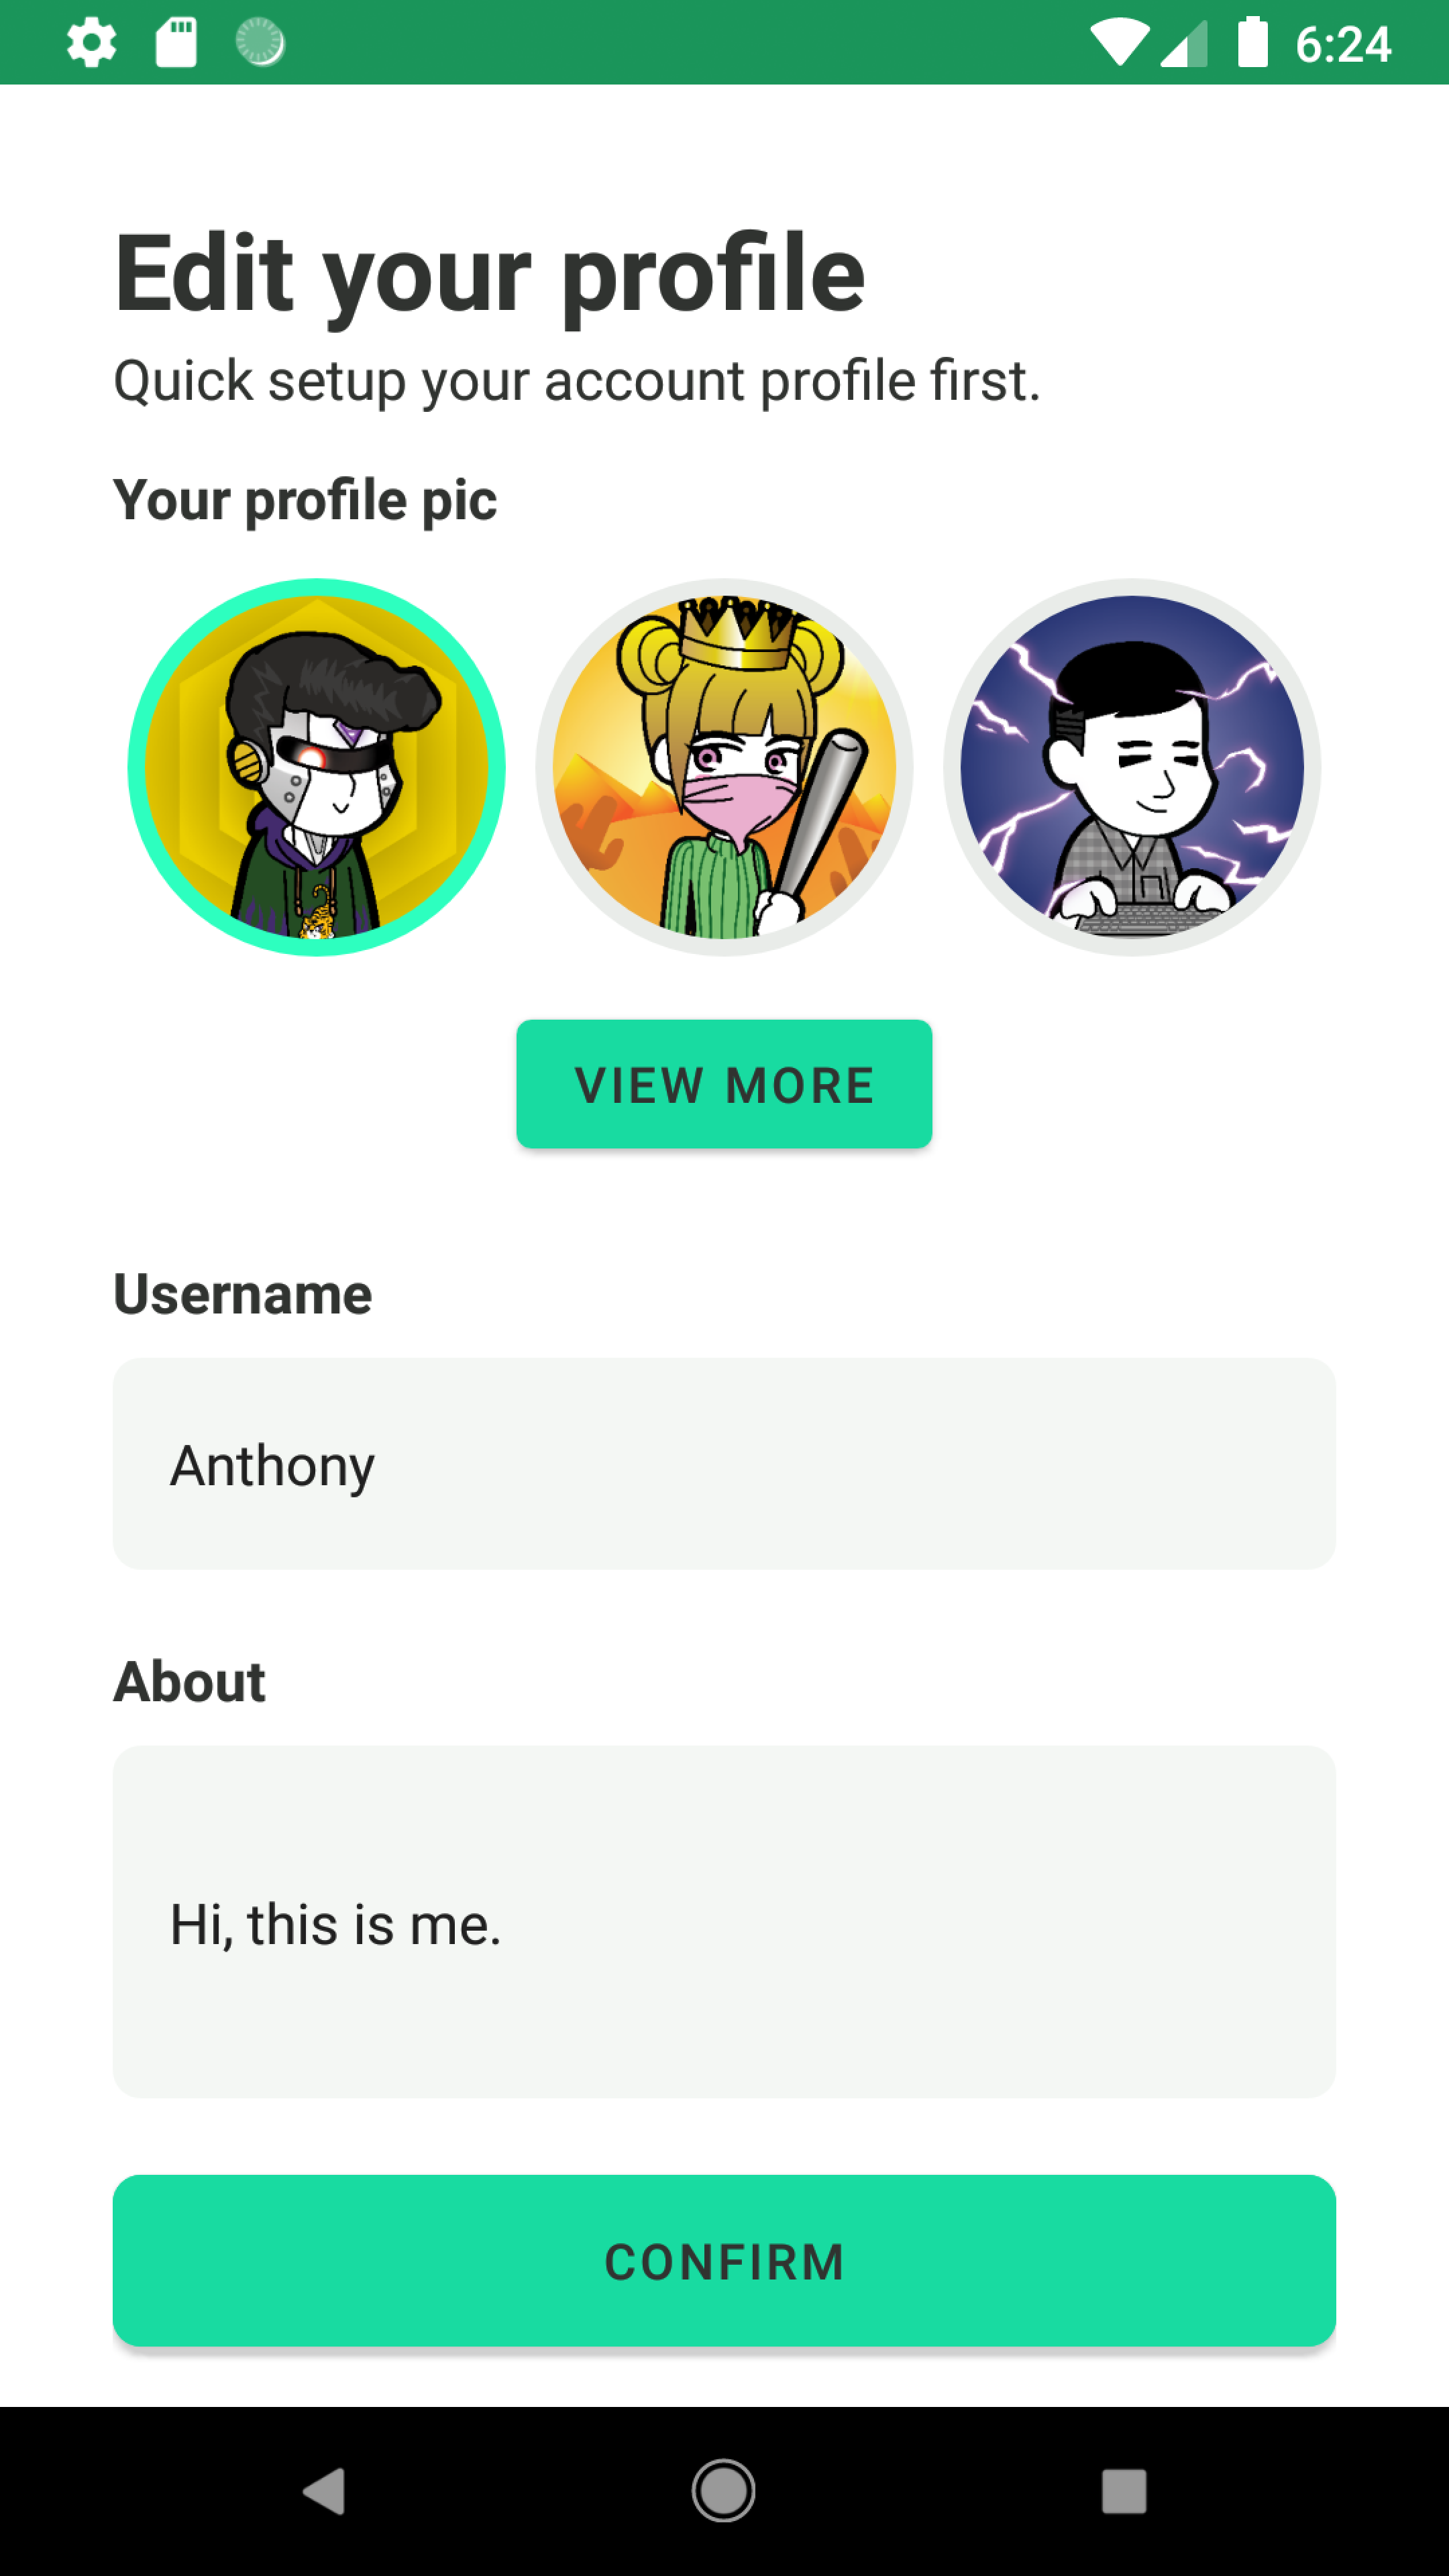 6:24
Edit your profile
Quick setup your account profile first.
Your profile pic
VIEW MORE
Username
Anthony
About
Hi, this is me.
CONFIRM